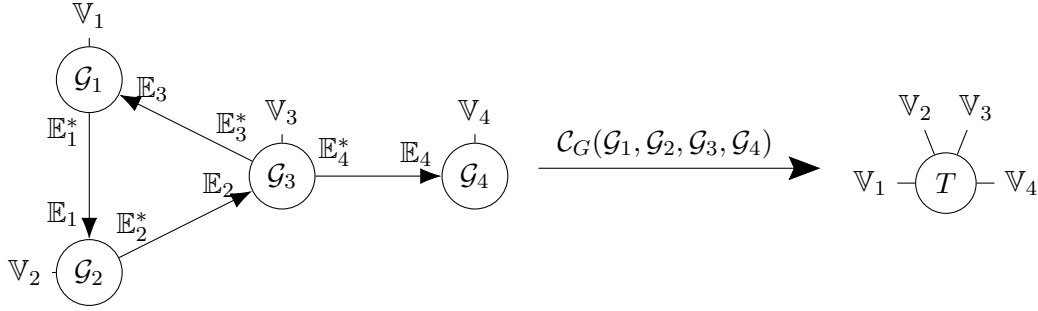 𝕍₁
𝒢₁
𝔼₃
𝔼₁*
𝔼₃*
𝕍₃
𝔼₄*
𝔼₄
𝕍₄
𝒢₃
𝒢₄
𝔼₂
𝔼₁
𝔼₂*
𝕍₂
𝒢₂
𝒞_G(𝒢₁, 𝒢₂, 𝒢₃, 𝒢₄)
𝕍₂
𝕍₃
𝕍₁
T
𝕍₄